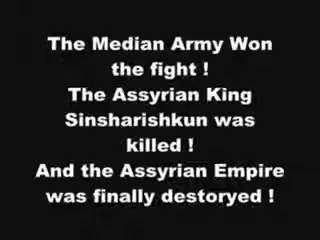 The Median Army Won
the fight !
The Assyrian King
Sinsharishkun was
killed !
And the Assyrian Empire
was finally destoryed !